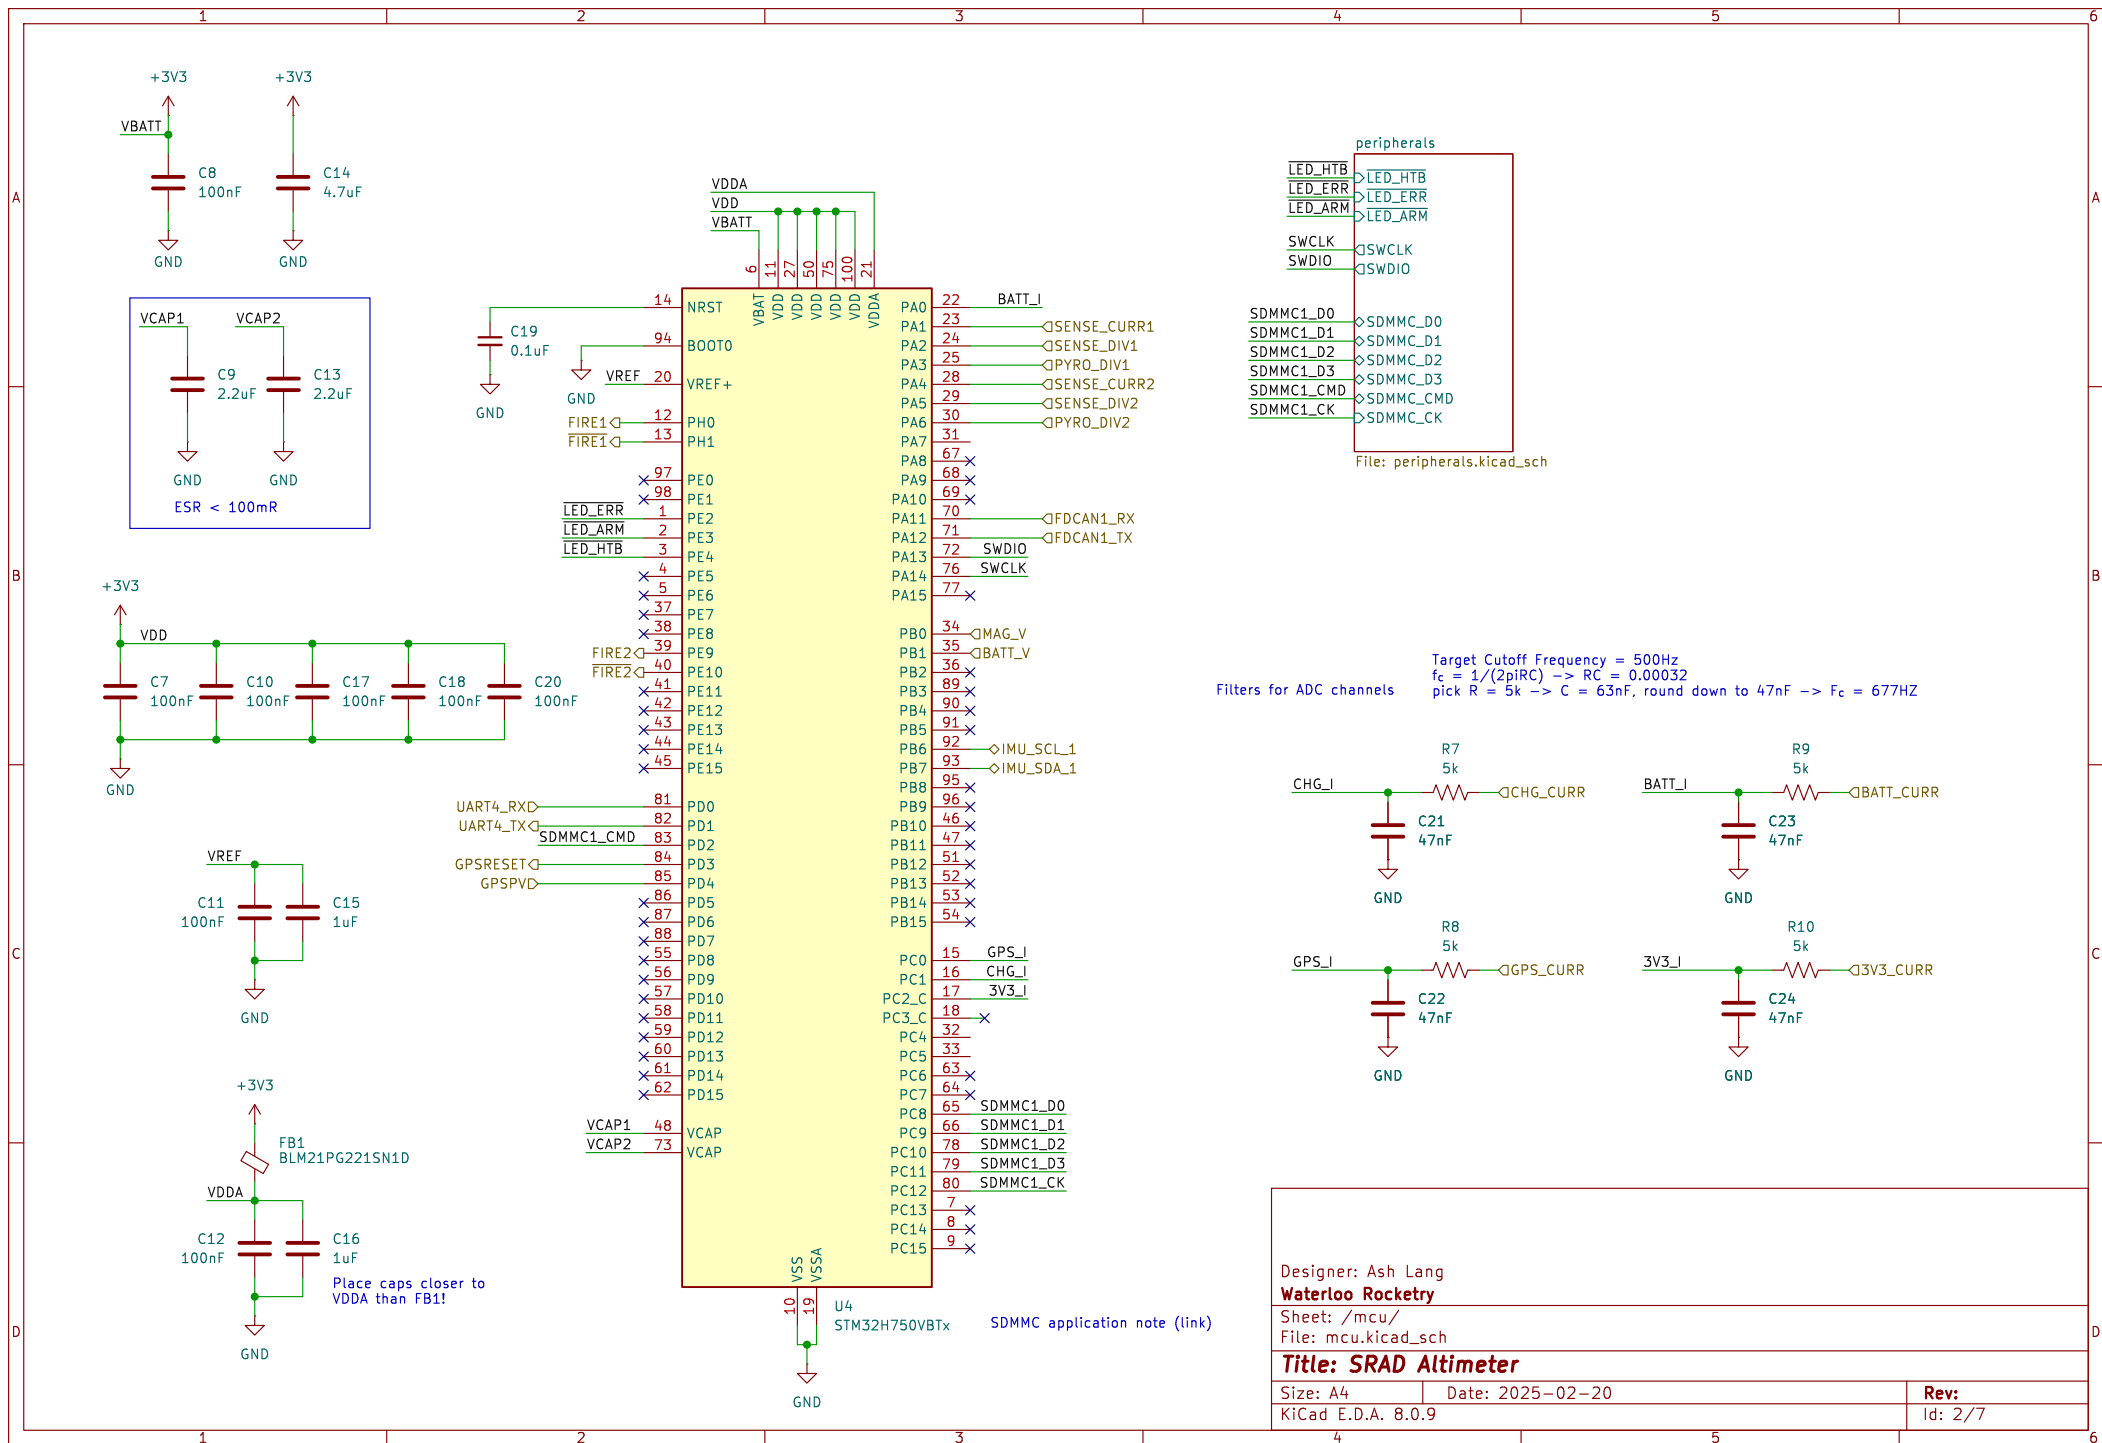 1 2 3 4 5 6
A
B
C
D
A
B
C
D
1 2 3 4 5 6
+3V3
VBATT
C8
100nF
GND
+3V3
C14
4.7uF
GND
VCAP1
C9
2.2uF
GND
VCAP2
C13
2.2uF
GND
ESR < 100mR
+3V3
VDD
C7
100nF
C10
100nF
C17
100nF
C18
100nF
C20
100nF
GND
VREF
C11
100nF
C15
1uF
GND
+3V3
FB1
BLM21PG221SN1D
VDDA
C12
100nF
C16
1uF
Place caps closer to
VDDA than FB1!
GND
VDDA
VDD
VBATT
6 11 27 50 75 100 21
VBAT VDD VDD VDD VDD VDD VDDA
C19
0.1uF
GND
GND
14 NRST
94 BOOT0
VREF 20 VREF+
FIRE1 12 PH0
FIRE1 13 PH1
97 PE0
98 PE1
LED_ERR 1 PE2
LED_ARM 2 PE3
LED_HTB 3 PE4
4 PE5
5 PE6
37 PE7
38 PE8
FIRE2 39 PE9
FIRE2 40 PE10
41 PE11
42 PE12
43 PE13
44 PE14
45 PE15
UART4_RX 81 PD0
UART4_TX 82 PD1
SDMMC1_CMD 83 PD2
GPSRESET 84 PD3
GPSPV 85 PD4
86 PD5
87 PD6
88 PD7
55 PD8
56 PD9
57 PD10
58 PD11
59 PD12
60 PD13
61 PD14
62 PD15
VCAP1 48 VCAP
VCAP2 73 VCAP
PA0 22 BATT_I
PA1 23 SENSE_CURR1
PA2 24 SENSE_DIV1
PA3 25 PYRO_DIV1
PA4 28 SENSE_CURR2
PA5 29 SENSE_DIV2
PA6 30 PYRO_DIV2
PA7 31
PA8 67
PA9 68
PA10 69
PA11 70 FDCAN1_RX
PA12 71 FDCAN1_TX
PA13 72 SWDIO
PA14 76 SWCLK
PA15 77
PB0 34 MAG_V
PB1 35 BATT_V
PB2 36
PB3 89
PB4 90
PB5 91
PB6 92 IMU_SCL_1
PB7 93 IMU_SDA_1
PB8 95
PB9 96
PB10 46
PB11 47
PB12 51
PB13 52
PB14 53
PB15 54
PC0 15 GPS_I
PC1 16 CHG_I
PC2_C 17 3V3_I
PC3_C 18
PC4 32
PC5 33
PC6 63
PC7 64
PC8 65 SDMMC1_D0
PC9 66 SDMMC1_D1
PC10 78 SDMMC1_D2
PC11 79 SDMMC1_D3
PC12 80 SDMMC1_CK
PC13 7
PC14 8
PC15 9
VSS VSSA
10 19
U4
STM32H750VBTx
GND
SDMMC application note (link)
peripherals
LED_HTB LED_HTB
LED_ERR LED_ERR
LED_ARM LED_ARM
SWCLK SWCLK
SWDIO SWDIO
SDMMC1_D0 SDMMC_D0
SDMMC1_D1 SDMMC_D1
SDMMC1_D2 SDMMC_D2
SDMMC1_D3 SDMMC_D3
SDMMC1_CMD SDMMC_CMD
SDMMC1_CK SDMMC_CK
File: peripherals.kicad_sch
Filters for ADC channels
Target Cutoff Frequency = 500Hz
fc = 1/(2piRC) -> RC = 0.00032
pick R = 5k -> C = 63nF, round down to 47nF -> Fc = 677HZ
R7
5k
CHG_I CHG_CURR
C21
47nF
GND
R9
5k
BATT_I BATT_CURR
C23
47nF
GND
R8
5k
GPS_I GPS_CURR
C22
47nF
GND
R10
5k
3V3_I 3V3_CURR
C24
47nF
GND
Designer: Ash Lang
Waterloo Rocketry
Sheet: /mcu/
File: mcu.kicad_sch
Title: SRAD Altimeter
Size: A4 Date: 2025-02-20 Rev:
KiCad E.D.A. 8.0.9 Id: 2/7